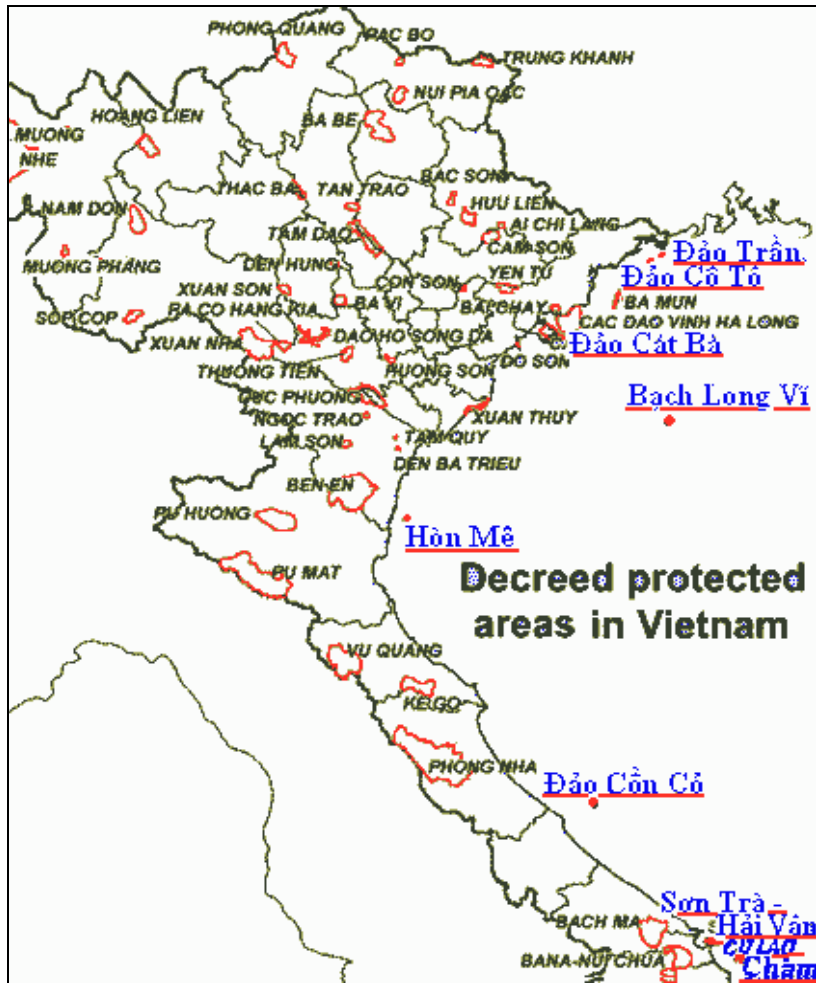 PHONG QUANG
PAC BO
TRUNG KHANH
NUI PIA OAC
HOANG LIEN
BA BE
MUONG
NHE
BAC SON
THAC BA
TAN TRAO
HUU LIEN
NAM DON
AI CHI LANG
TAM DAO
CAM SON
Đảo Trần
MUONG PHANG
DEN HUNG
CON SON
YEN TU
Đảo Cô Tô
XUAN SON
BA VI
BAI CHAY
BA MUN
SOP COP
PA CO HANG KIA
CAC DAO VINH HA LONG
XUAN NHA
DAO HO SONG DA
DO SON
Đảo Cát Bà
THUONG TIEN
HUONG SON
CUC PHUONG
Bạch Long Vĩ
NGOC TRAO
XUAN THUY
LAM SON
TAM QUY
DEN BA TRIEU
BEN-EN
PU HUONG
Hòn Mê
PU MAT
Decreed protected
areas in Vietnam
VU QUANG
KE GO
PHONG NHA
Đảo Cồn Cỏ
Sơn Trà -
Hải Vân
BACH MA
CU LAO
BANA-NUI CHUA
Chàm